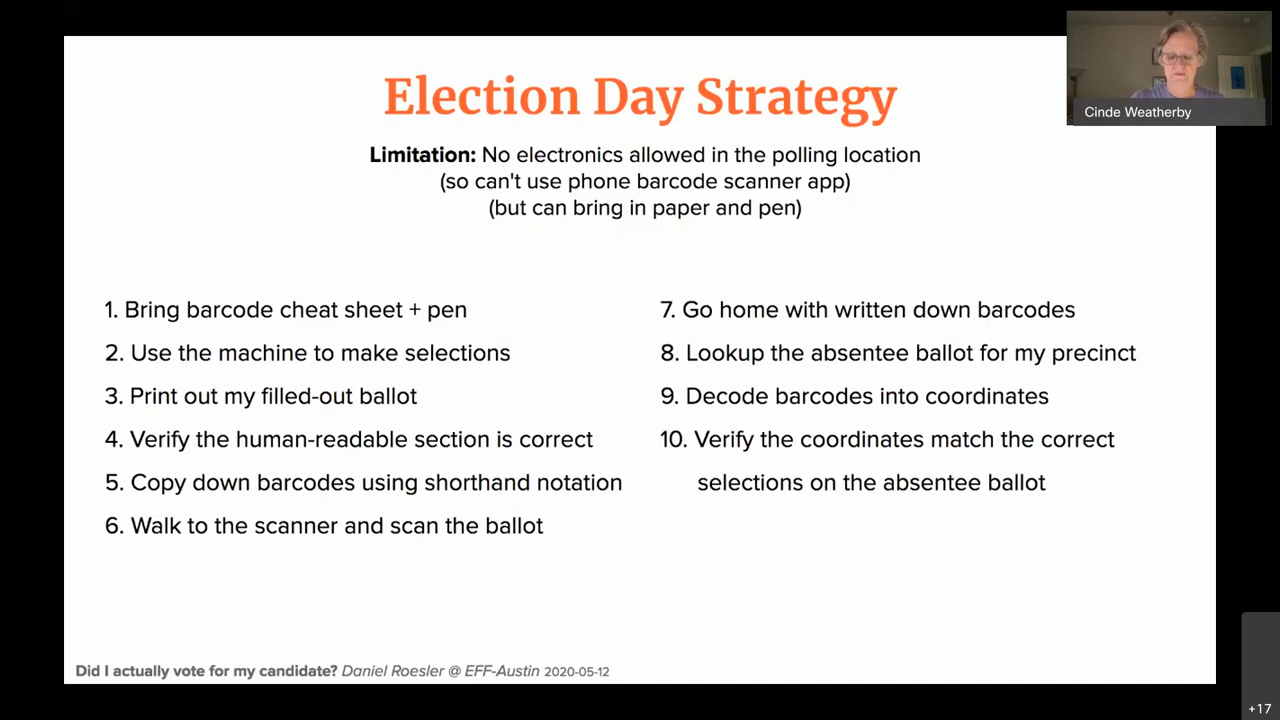 Election Day Strategy
Limitation: No electronics allowed in the polling location
(so can't use phone barcode scanner app)
(but can bring in paper and pen)
1. Bring barcode cheat sheet + pen
2. Use the machine to make selections
3. Print out my filled-out ballot
4. Verify the human-readable section is correct
5. Copy down barcodes using shorthand notation
6. Walk to the scanner and scan the ballot
7. Go home with written down barcodes
8. Lookup the absentee ballot for my precinct
9. Decode barcodes into coordinates
10. Verify the coordinates match the correct
selections on the absentee ballot
Did I actually vote for my candidate? Daniel Roesler @ EFF-Austin 2020-05-12
Cinde Weatherby
+17